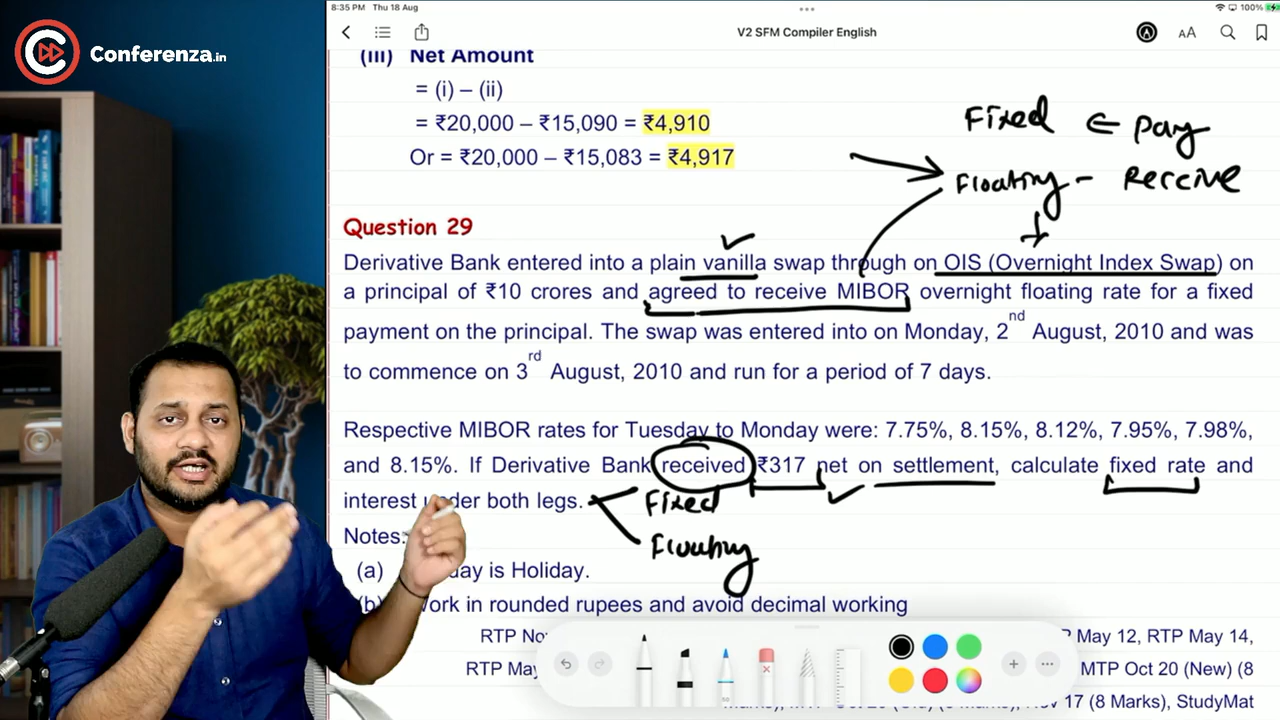 8:35 PM Thu 18 Aug
100%
Conferenza.in
V2 SFM Compiler English
AA
(iii) Net Amount
= (i) – (ii)
= ₹20,000 – ₹15,090 = ₹4,910
Or = ₹20,000 – ₹15,083 = ₹4,917
Fixed ← pay
Floating - Receive
Question 29
Derivative Bank entered into a plain vanilla swap through on OIS (Overnight Index Swap) on
a principal of ₹10 crores and agreed to receive MIBOR overnight floating rate for a fixed
payment on the principal. The swap was entered into on Monday, 2nd August, 2010 and was
to commence on 3rd August, 2010 and run for a period of 7 days.
Respective MIBOR rates for Tuesday to Monday were: 7.75%, 8.15%, 8.12%, 7.95%, 7.98%,
and 8.15%. If Derivative Bank received ₹317 net on settlement, calculate fixed rate and
interest under both legs.
Fixed
Floating
Notes:
(a) day is Holiday.
(b) Work in rounded rupees and avoid decimal working
RTP No P May 12, RTP May 14,
RTP May MTP Oct 20 (New) (8
Nov 17 (8 Marks), StudyMat